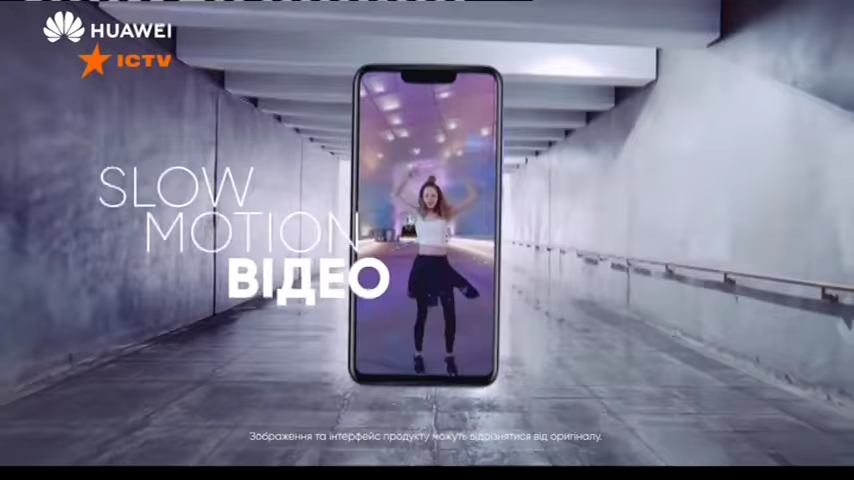 HUAWEI
ICTV
SLOW
MOTION
ВІДЕО
Зображення та інтерфейс продукту можуть відрізнятися від оригіналу.